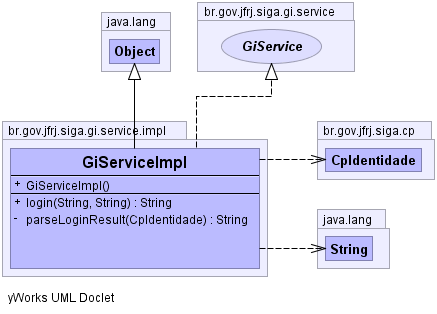 java.lang
Object
br.gov.jfrj.siga.gi.service
GiService
br.gov.jfrj.siga.gi.service.impl
GiServiceImpl
+ GiServiceImpl()
+ login(String, String) : String
- parseLoginResult(CpIdentidade) : String
br.gov.jfrj.siga.cp
CpIdentidade
java.lang
String
yWorks UML Doclet